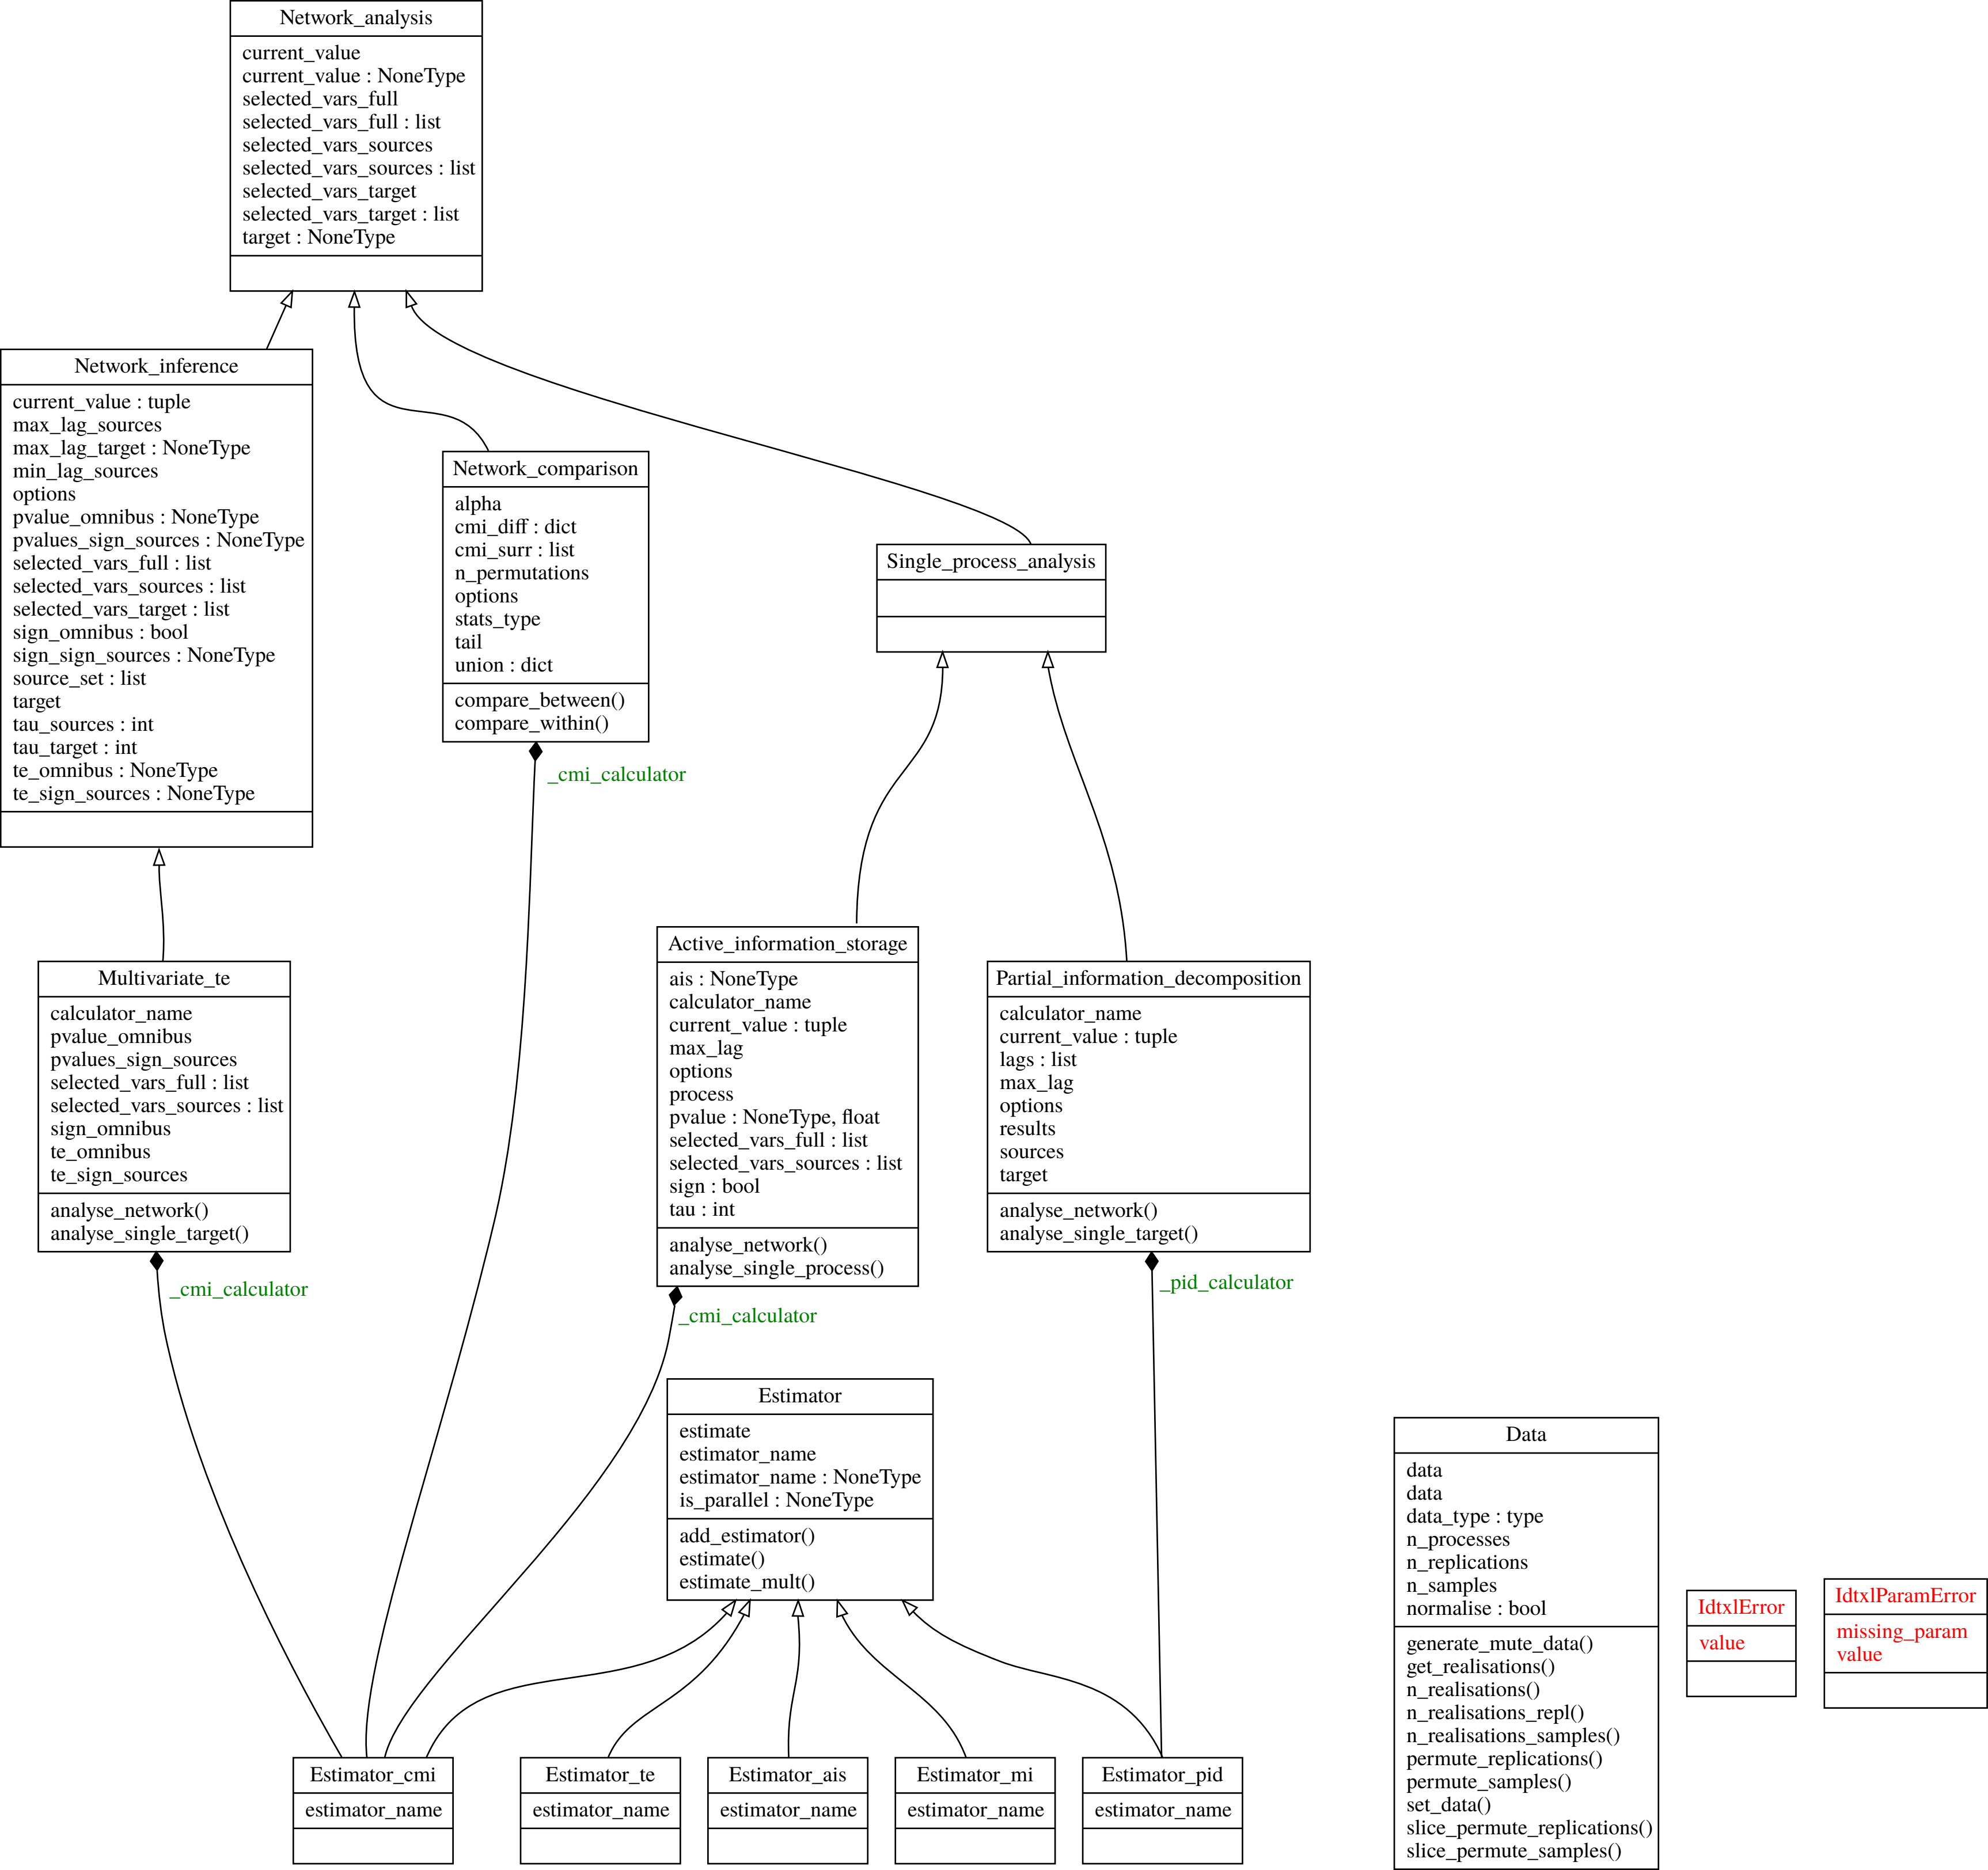 Network_analysis
current_value
current_value : NoneType
selected_vars_full
selected_vars_full : list
selected_vars_sources
selected_vars_sources : list
selected_vars_target
selected_vars_target : list
target : NoneType
Network_inference
current_value : tuple
max_lag_sources
max_lag_target : NoneType
min_lag_sources
options
pvalue_omnibus : NoneType
pvalues_sign_sources : NoneType
selected_vars_full : list
selected_vars_sources : list
selected_vars_target : list
sign_omnibus : bool
sign_sign_sources : NoneType
source_set : list
target
tau_sources : int
tau_target : int
te_omnibus : NoneType
te_sign_sources : NoneType
Network_comparison
alpha
cmi_diff : dict
cmi_surr : list
n_permutations
options
stats_type
tail
union : dict
compare_between()
compare_within()
_cmi_calculator
Single_process_analysis
Multivariate_te
calculator_name
pvalue_omnibus
pvalues_sign_sources
selected_vars_full : list
selected_vars_sources : list
sign_omnibus
te_omnibus
te_sign_sources
analyse_network()
analyse_single_target()
_cmi_calculator
Active_information_storage
ais : NoneType
calculator_name
current_value : tuple
max_lag
options
process
pvalue : NoneType, float
selected_vars_full : list
selected_vars_sources : list
sign : bool
tau : int
analyse_network()
analyse_single_process()
_cmi_calculator
Partial_information_decomposition
calculator_name
current_value : tuple
lags : list
max_lag
options
results
sources
target
analyse_network()
analyse_single_target()
_pid_calculator
Estimator
estimate
estimator_name
estimator_name : NoneType
is_parallel : NoneType
add_estimator()
estimate()
estimate_mult()
Data
data
data
data_type : type
n_processes
n_replications
n_samples
normalise : bool
generate_mute_data()
get_realisations()
n_realisations()
n_realisations_repl()
n_realisations_samples()
permute_replications()
permute_samples()
set_data()
slice_permute_replications()
slice_permute_samples()
IdtxlError
value
IdtxlParamError
missing_param
value
Estimator_cmi
estimator_name
Estimator_te
estimator_name
Estimator_ais
estimator_name
Estimator_mi
estimator_name
Estimator_pid
estimator_name